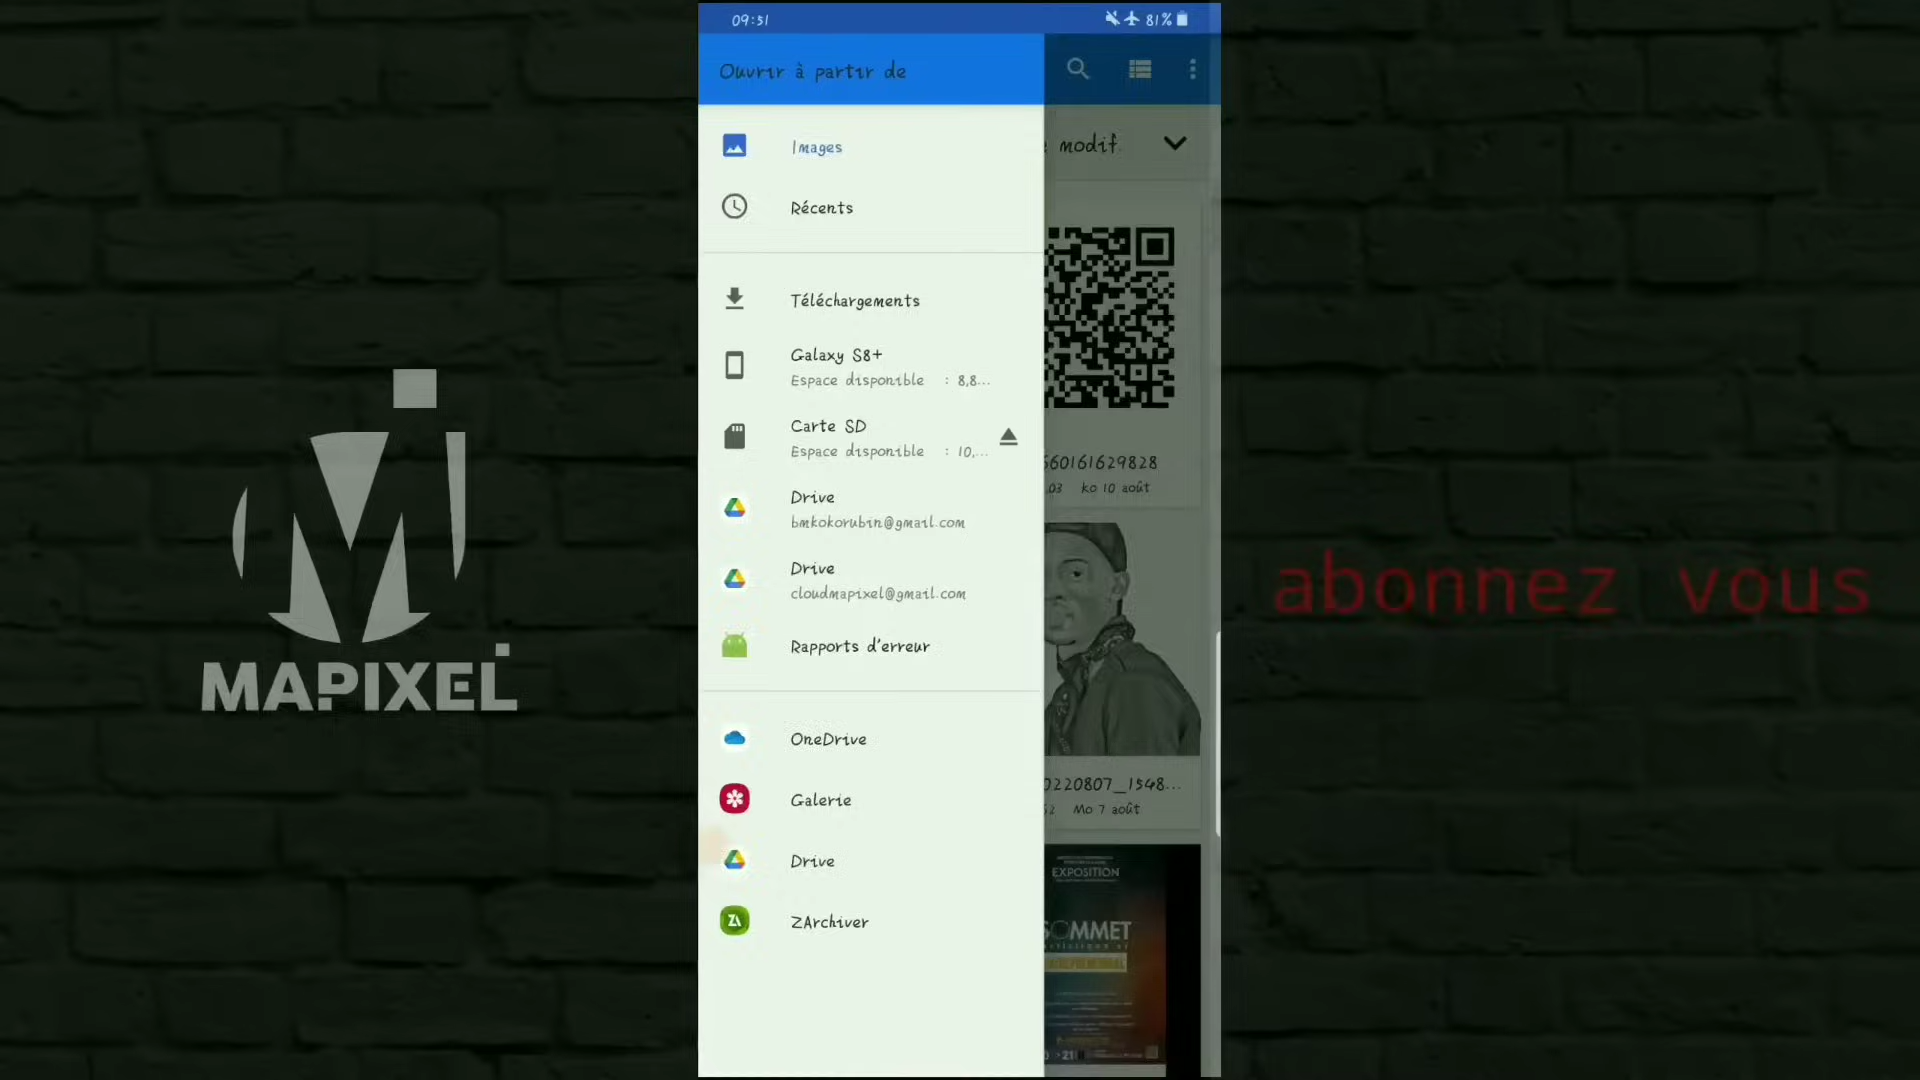 09:51
81%
Ouvrir à partir de
modif.
Images
Récents
Téléchargements
Galaxy S8+
Espace disponible : 8,8...
Carte SD
Espace disponible : 10,...
Drive
bmkokorubin@gmail.com
Drive
cloudmapixel@gmail.com
Rapports d'erreur
OneDrive
Galerie
Drive
ZArchiver
560161629828
03 ko 10 août
0220807_1548...
Mo 7 août
EXPOSITION
SOMMET
MAPIXEL
abonnez vous